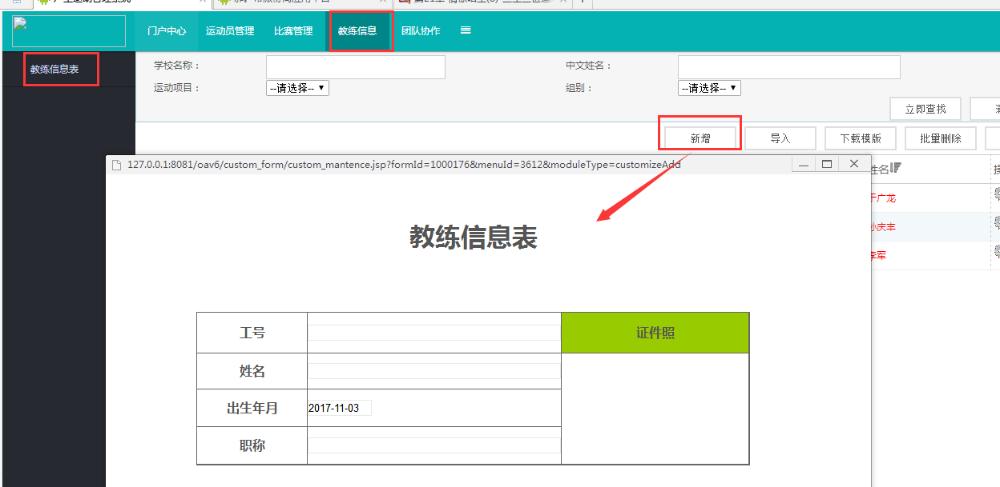 门户中心 运动员管理 比赛管理 教练信息 团队协作
教练信息表
学校名称： 中文姓名：
运动项目： --请选择-- 组别： --请选择--
立即查找
新增 导入 下载模版 批量删除
127.0.0.1:8081/oav6/custom_form/custom_mantence.jsp?formId=1000176&menuId=3612&moduleType=customizeAdd
姓名
于广龙
孙庆丰
李军
教练信息表
工号 证件照
姓名
出生年月 2017-11-03
职称